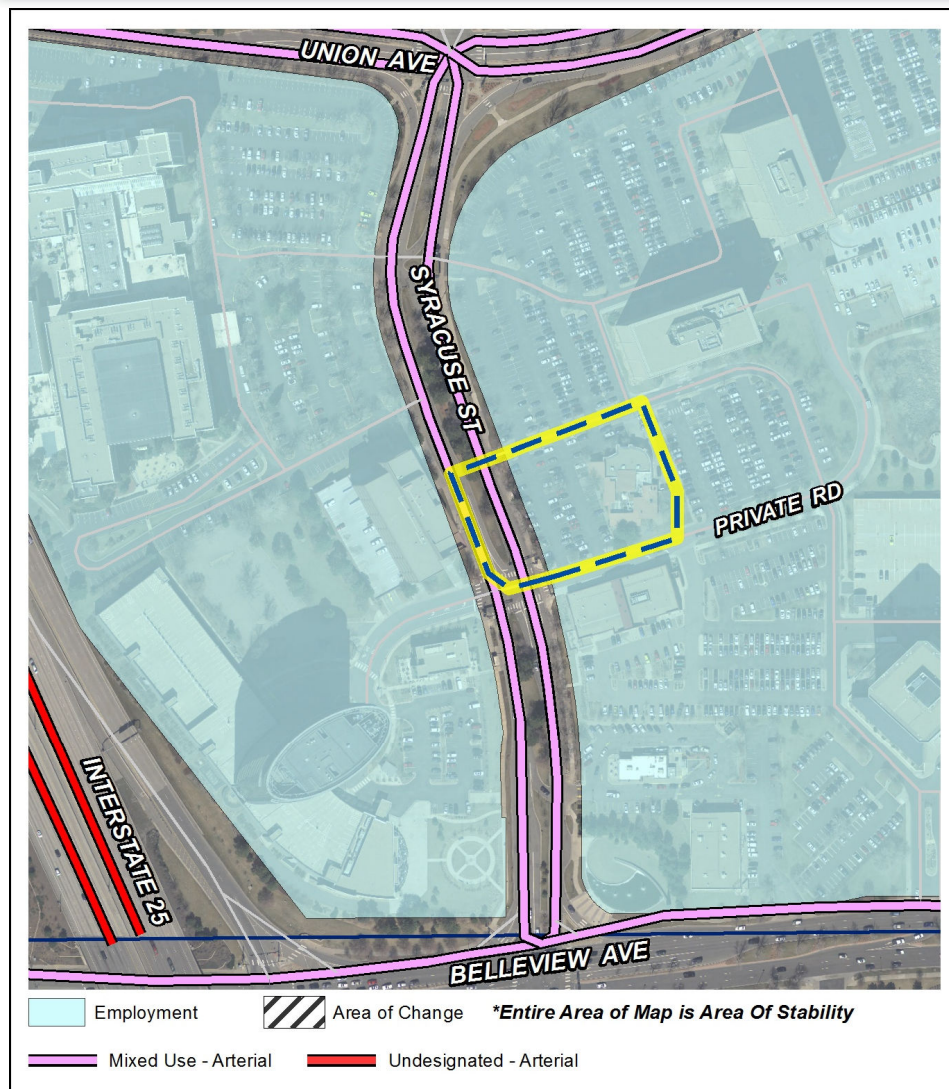 UNION AVE
SYRACUSE ST
PRIVATE RD
INTERSTATE 25
BELLEVIEW AVE
Employment
Area of Change
*Entire Area of Map is Area Of Stability
Mixed Use - Arterial
Undesignated - Arterial